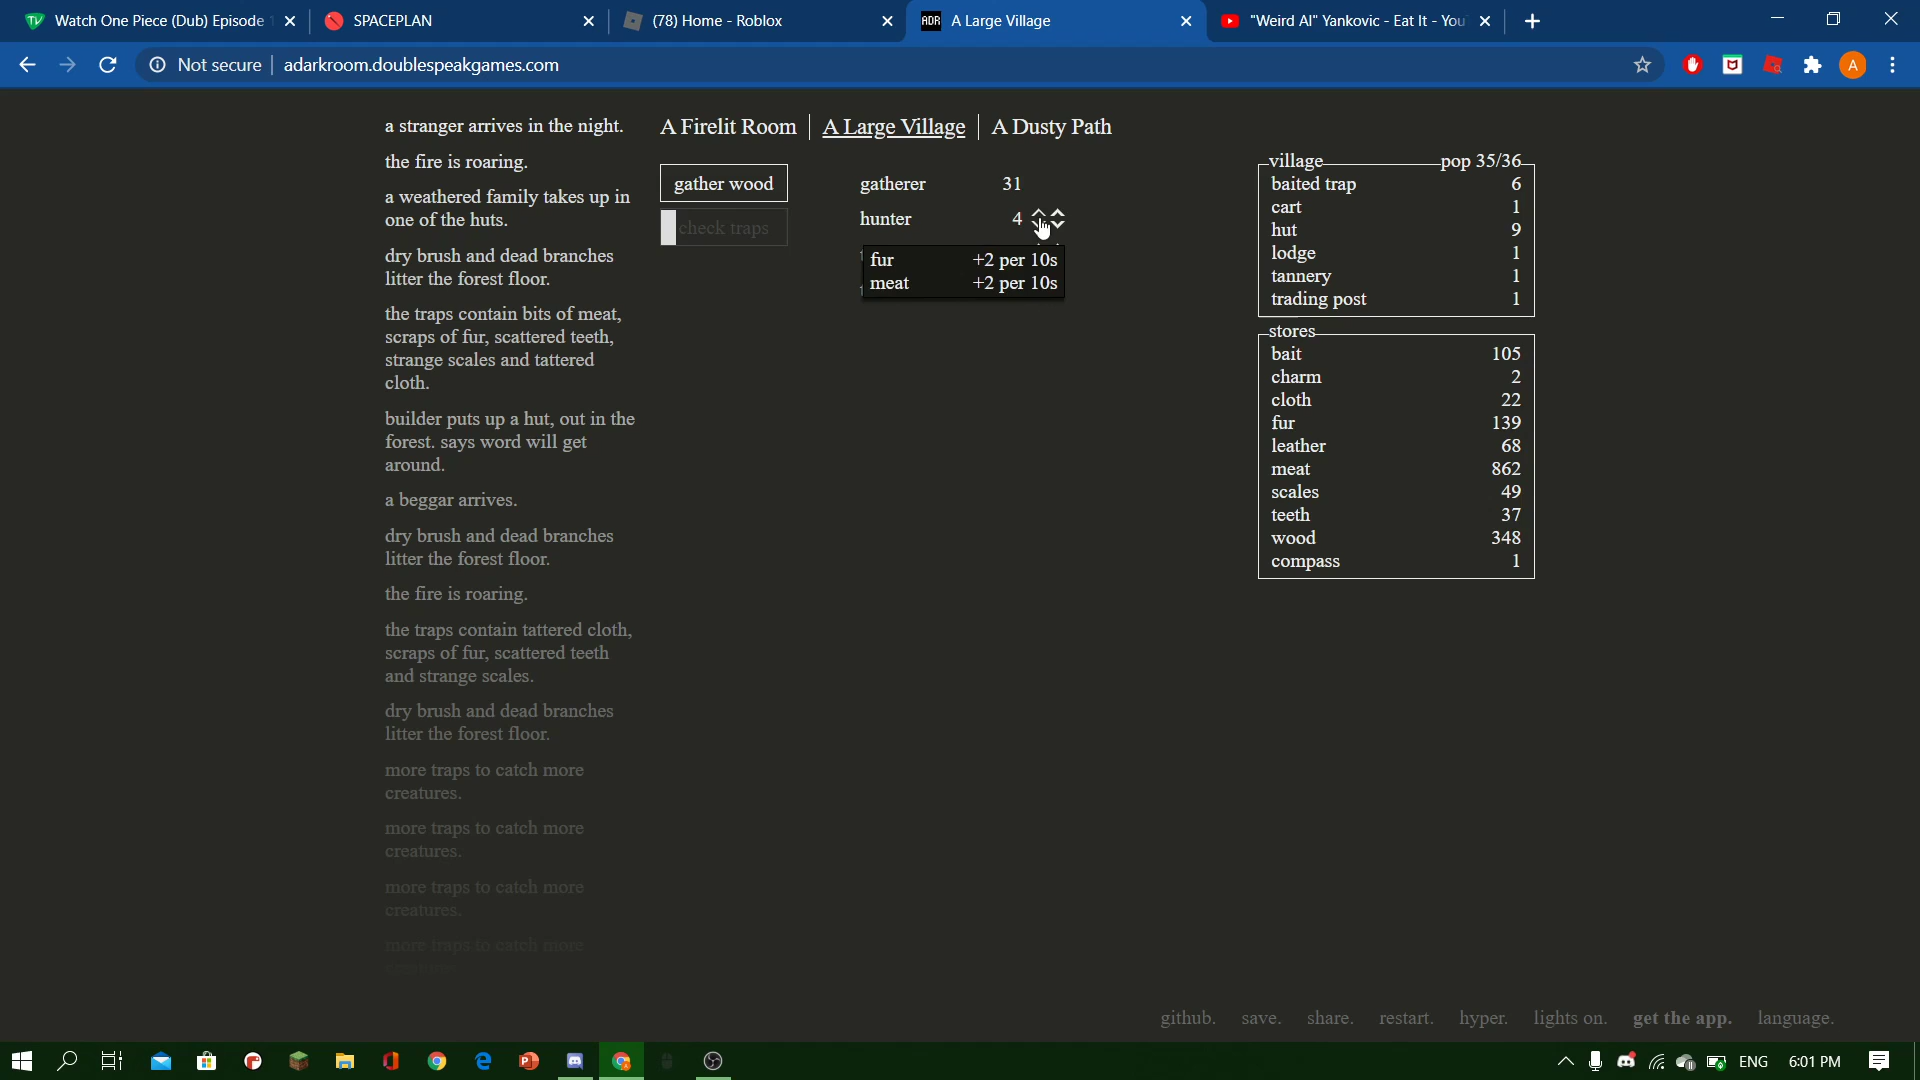 Watch One Piece (Dub) Episode
SPACEPLAN
(78) Home - Roblox
ADR
A Large Village
"Weird Al" Yankovic - Eat It - You
Not secure
adarkroom.doublespeakgames.com
A
a stranger arrives in the night.
the fire is roaring.
a weathered family takes up in
one of the huts.
dry brush and dead branches
litter the forest floor.
the traps contain bits of meat,
scraps of fur, scattered teeth,
strange scales and tattered
cloth.
builder puts up a hut, out in the
forest. says word will get
around.
a beggar arrives.
dry brush and dead branches
litter the forest floor.
the fire is roaring.
the traps contain tattered cloth,
scraps of fur, scattered teeth
and strange scales.
dry brush and dead branches
litter the forest floor.
more traps to catch more
creatures.
more traps to catch more
creatures.
more traps to catch more
creatures.
more traps to catch more
A Firelit Room
A Large Village
A Dusty Path
gather wood
check traps
gatherer 31
hunter 4
fur +2 per 10s
meat +2 per 10s
village pop 35/36
baited trap 6
cart 1
hut 9
lodge 1
tannery 1
trading post 1
stores
bait 105
charm 2
cloth 22
fur 139
leather 68
meat 862
scales 49
teeth 37
wood 348
compass 1
github. save. share. restart. hyper. lights on. get the app. language.
ENG 6:01 PM